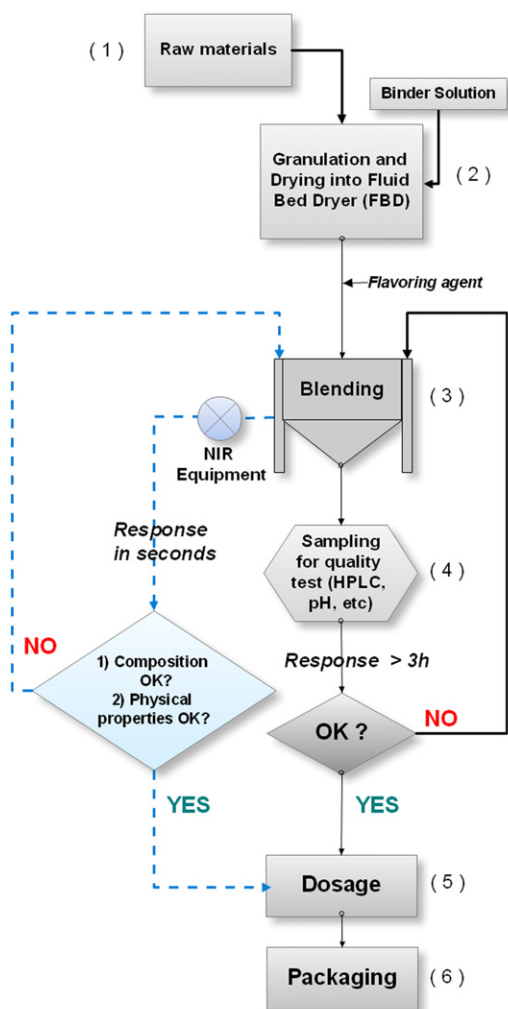 ( 1 )
Raw materials
Binder Solution
Granulation and
Drying into Fluid
Bed Dryer (FBD)
( 2 )
Flavoring agent
Blending
( 3 )
NIR
Equipment
Response
in seconds
Sampling
for quality
test (HPLC,
pH, etc)
( 4 )
NO
1) Composition
OK?
2) Physical
properties OK?
Response > 3h
OK ?
NO
YES
YES
Dosage
( 5 )
Packaging
( 6 )